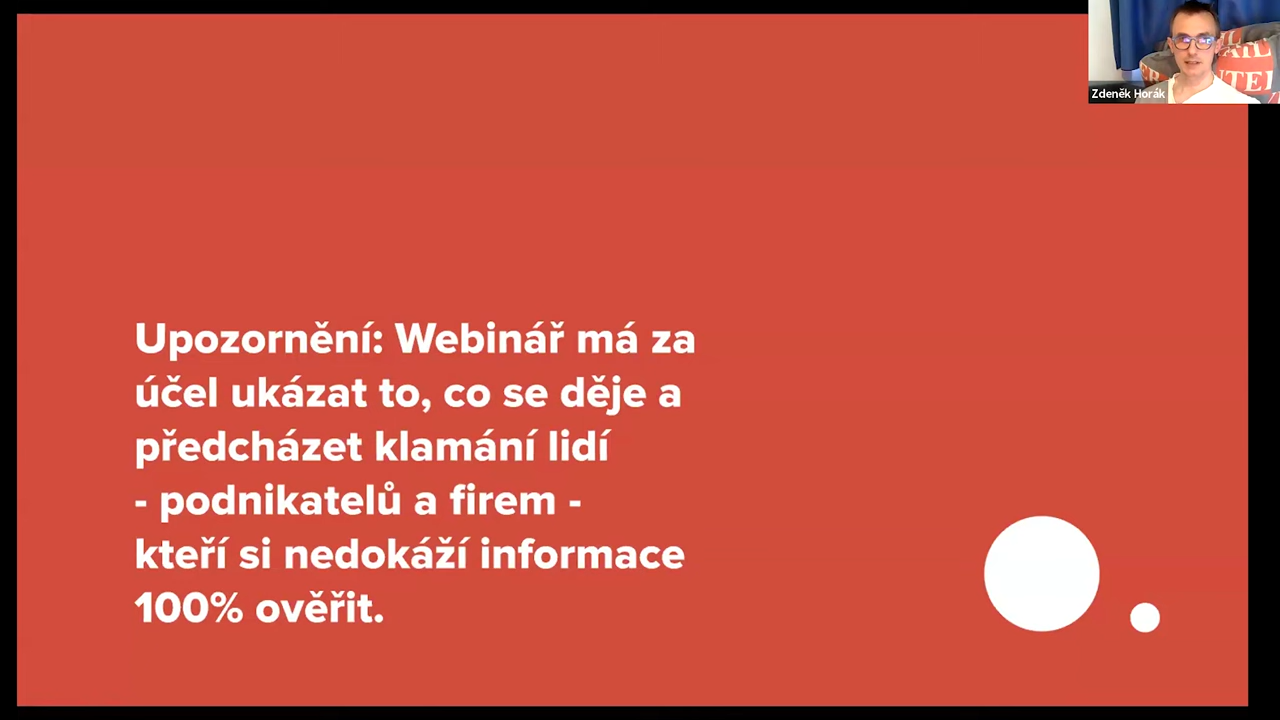 Zdeněk Horák
Upozornění: Webinář má za
účel ukázat to, co se děje a
předcházet klamání lidí
- podnikatelů a firem -
kteří si nedokáží informace
100% ověřit.